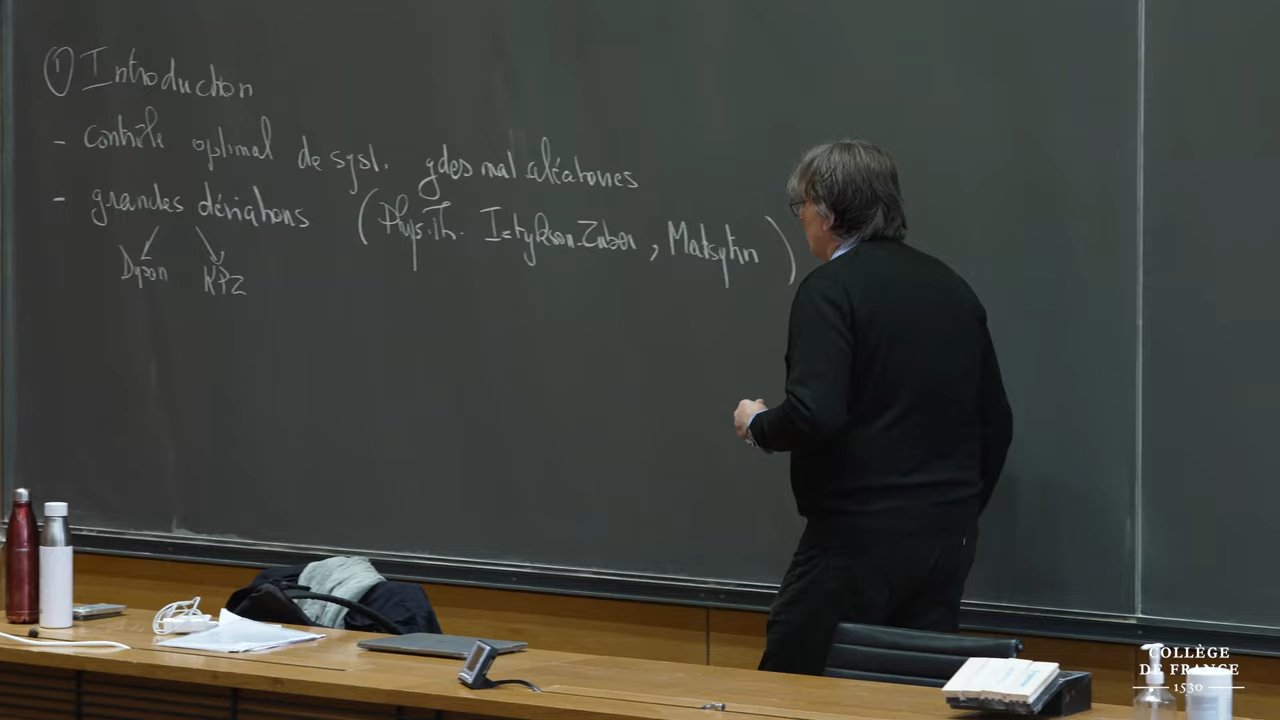 ① Introduction
- contrôle optimal de syst. gdes mat aléatoires
- grandes déviations (Phys. Th. Itzykson-Zuber, Matsytin)
Dyson KPZ
COLLÈGE
DE FRANCE
1530